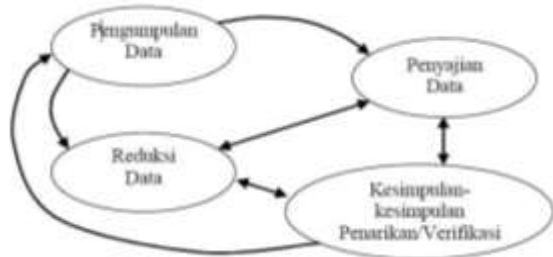 Pengumpulan
Data
Penyajian
Data
Reduksi
Data
Kesimpulan-
kesimpulan
Penarikan/Verifikasi